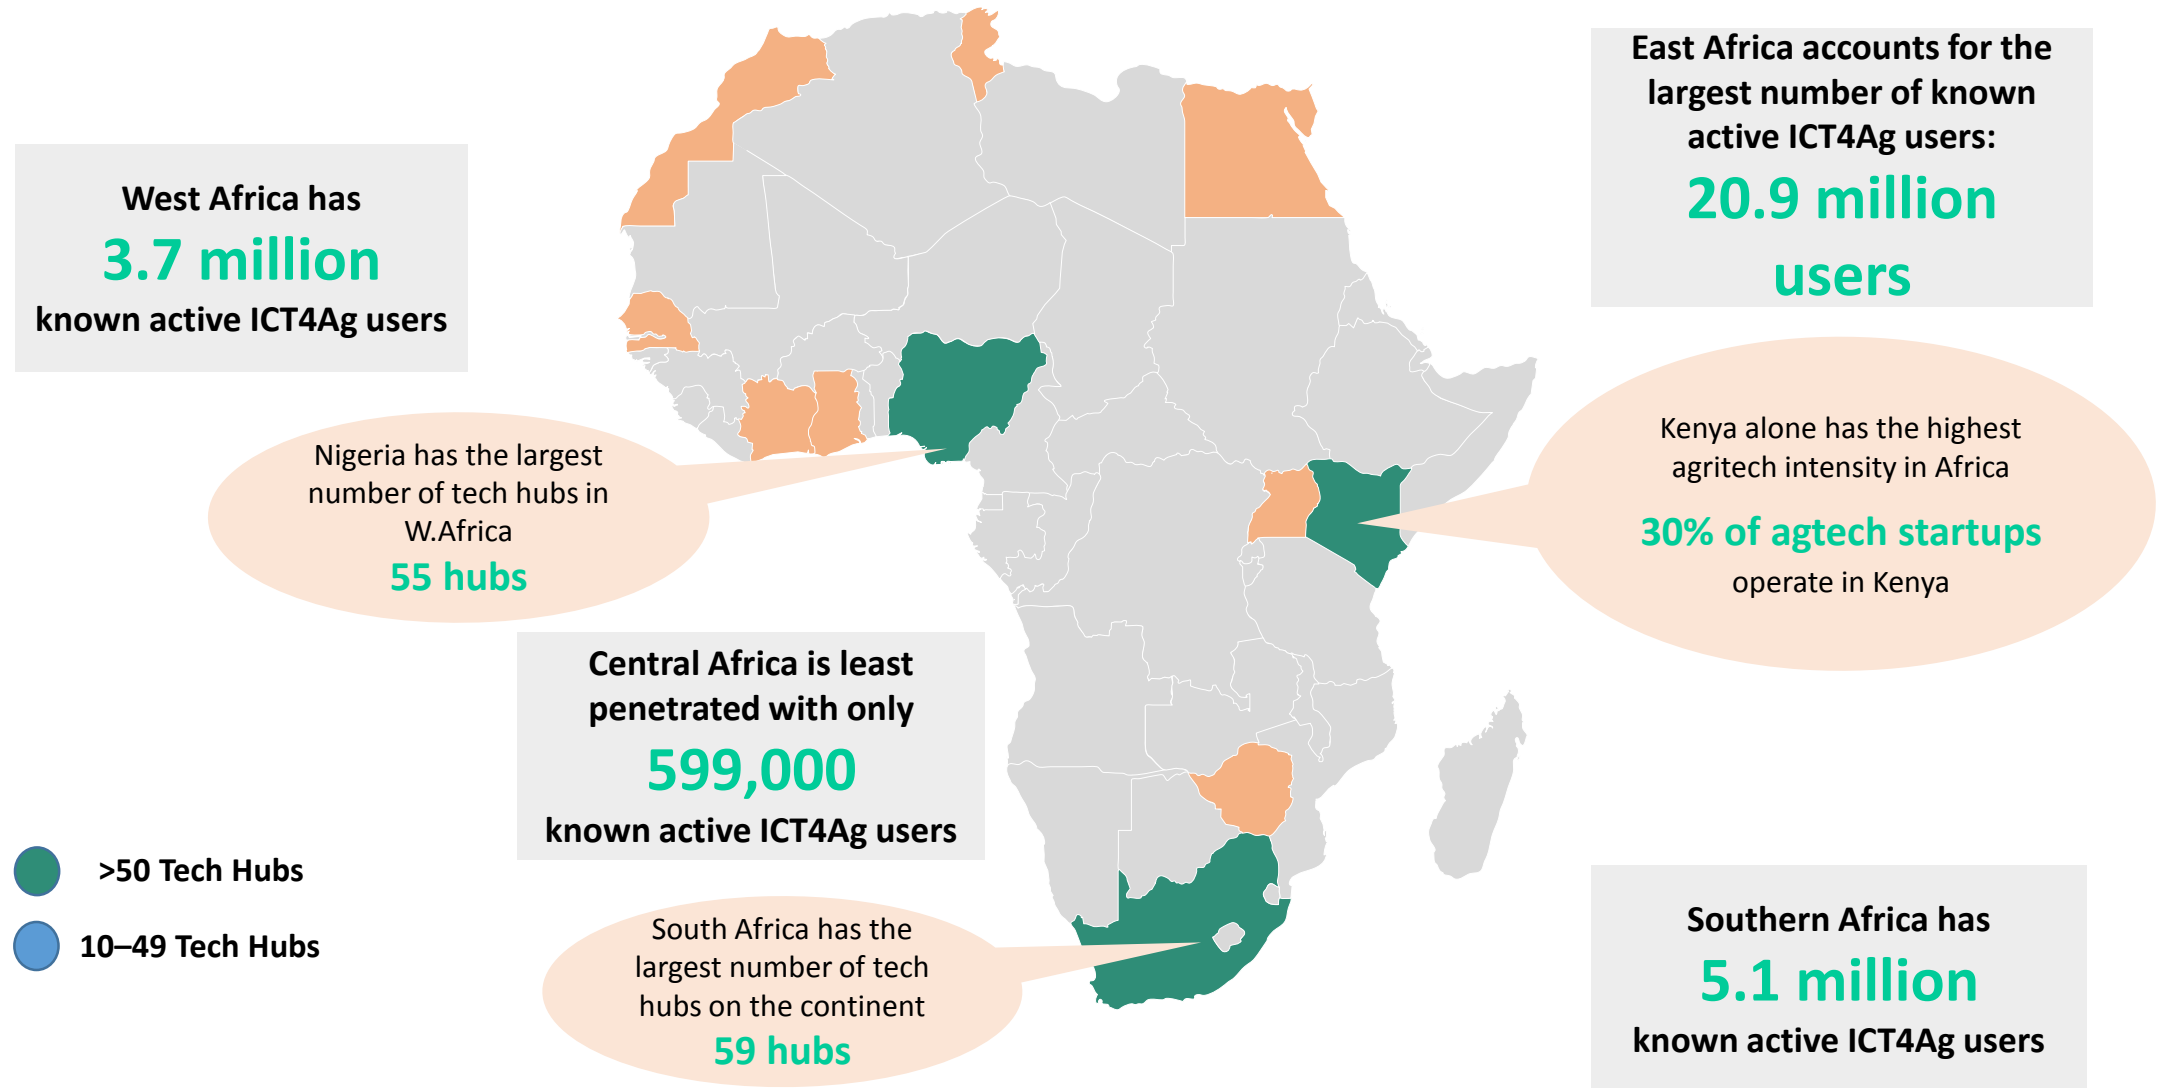 West Africa has
3.7 million
known active ICT4Ag users
East Africa accounts for the
largest number of known
active ICT4Ag users:
20.9 million
users
Nigeria has the largest
number of tech hubs in
W.Africa
55 hubs
Kenya alone has the highest
agritech intensity in Africa
30% of agtech startups
operate in Kenya
Central Africa is least
penetrated with only
599,000
known active ICT4Ag users
>50 Tech Hubs
10–49 Tech Hubs
South Africa has the
largest number of tech
hubs on the continent
59 hubs
Southern Africa has
5.1 million
known active ICT4Ag users